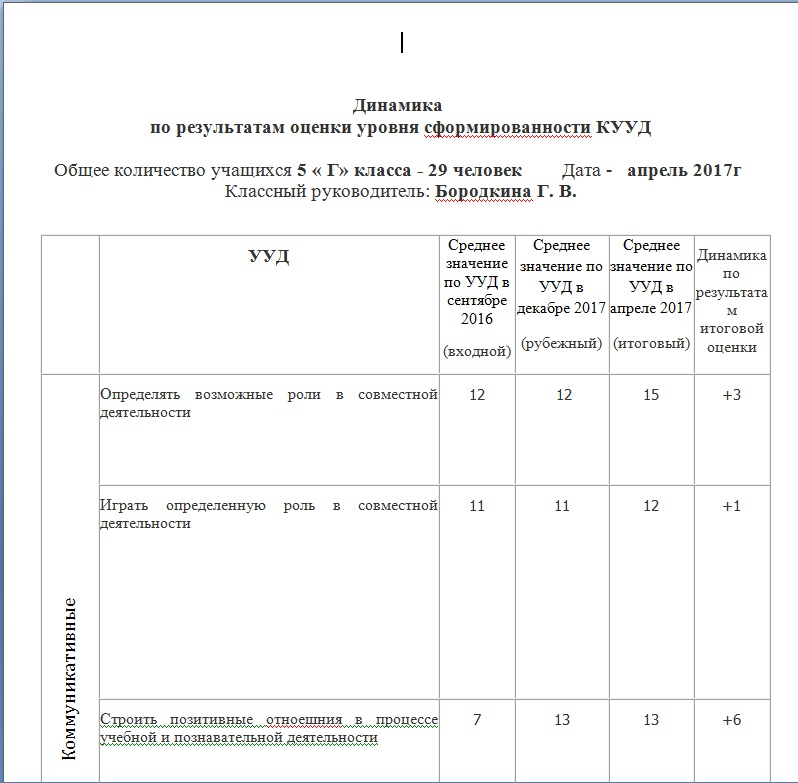 Динамика
по результатам оценки уровня сформированности КУУД
Общее количество учащихся 5 « Г» класса - 29 человек Дата - апрель 2017г
Классный руководитель: Бородкина Г. В.
УУД
Среднее
значение
по УУД в
сентябре
2016
(входной)
Среднее
значение по
УУД в
декабре 2017
(рубежный)
Среднее
значение по
УУД в
апреле 2017
(итоговый)
Динамика
по
результата
м
итоговой
оценки
Коммуникативные
Определять возможные роли в совместной
деятельности
12
12
15
+3
Играть определенную роль в совместной
деятельности
11
11
12
+1
Строить позитивные отноешния в процессе
учебной и познавательной деятельности
7
13
13
+6